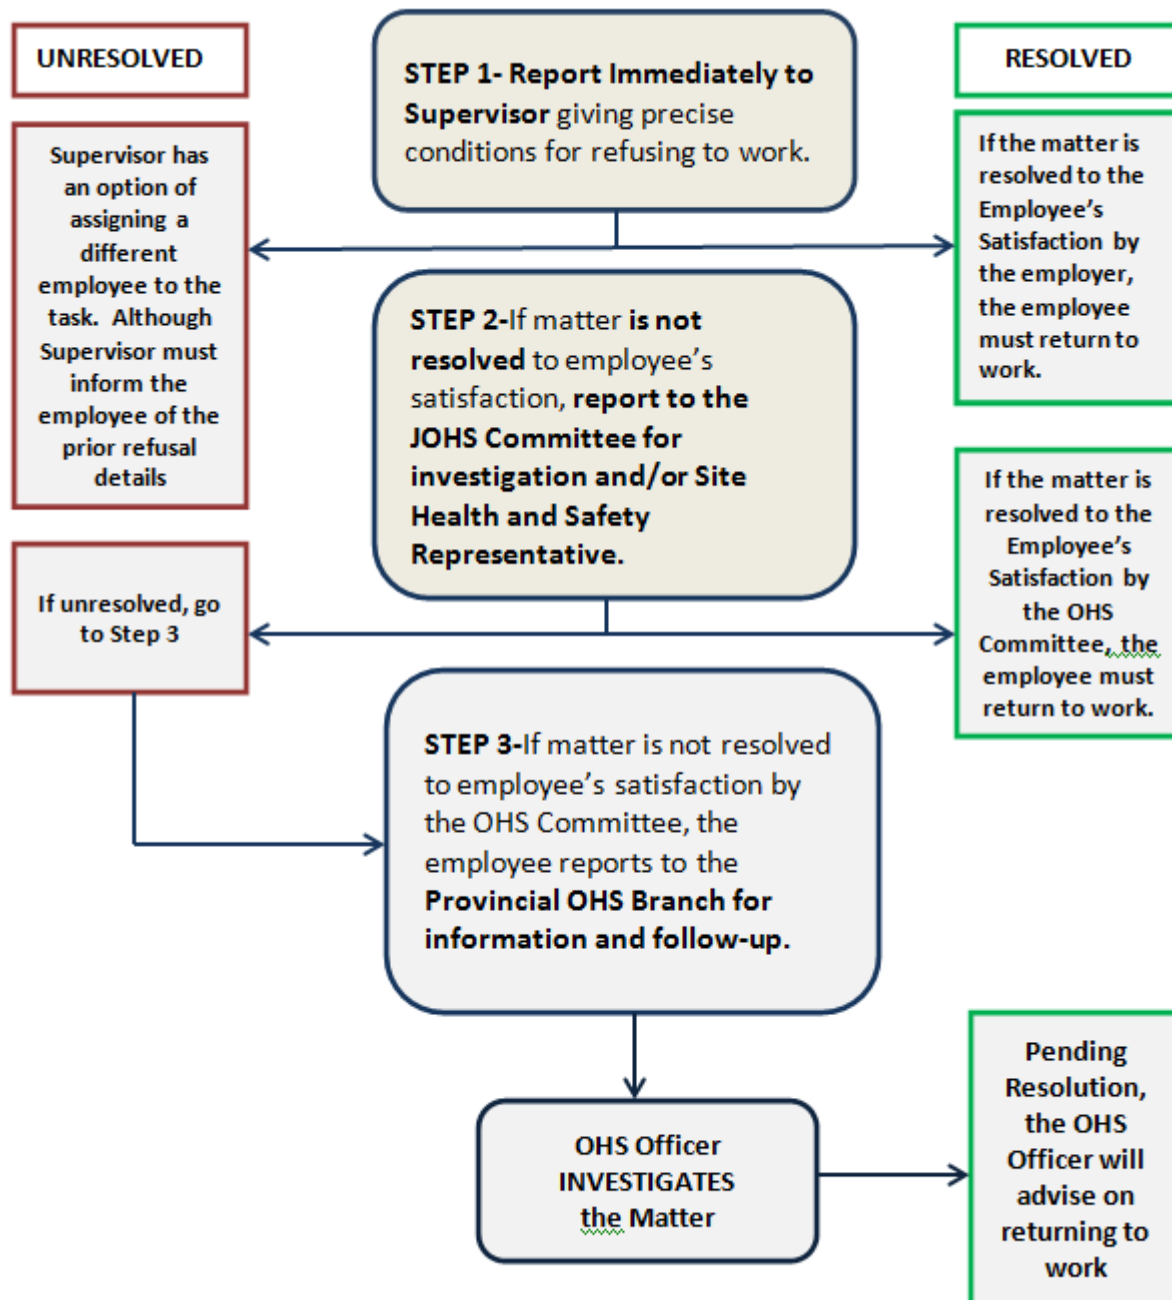 UNRESOLVED
STEP 1- Report Immediately to
Supervisor giving precise
conditions for refusing to work.
RESOLVED
Supervisor has
an option of
assigning a
different
employee to the
task.  Although
Supervisor must
inform the
employee of the
prior refusal
details
If the matter is
resolved to the
Employee’s
Satisfaction by
the employer,
the employee
must return to
work.
STEP 2-If matter is not
resolved to employee’s
satisfaction, report to the
JOHS Committee for
investigation and/or Site
Health and Safety
Representative.
If unresolved, go
to Step 3
If the matter is
resolved to the
Employee’s
Satisfaction by
the OHS
Committee, the
employee must
return to work.
STEP 3-If matter is not resolved
to employee’s satisfaction by
the OHS Committee, the
employee reports to the
Provincial OHS Branch for
information and follow-up.
OHS Officer
INVESTIGATES
the Matter
Pending
Resolution,
the OHS
Officer will
advise on
returning to
work